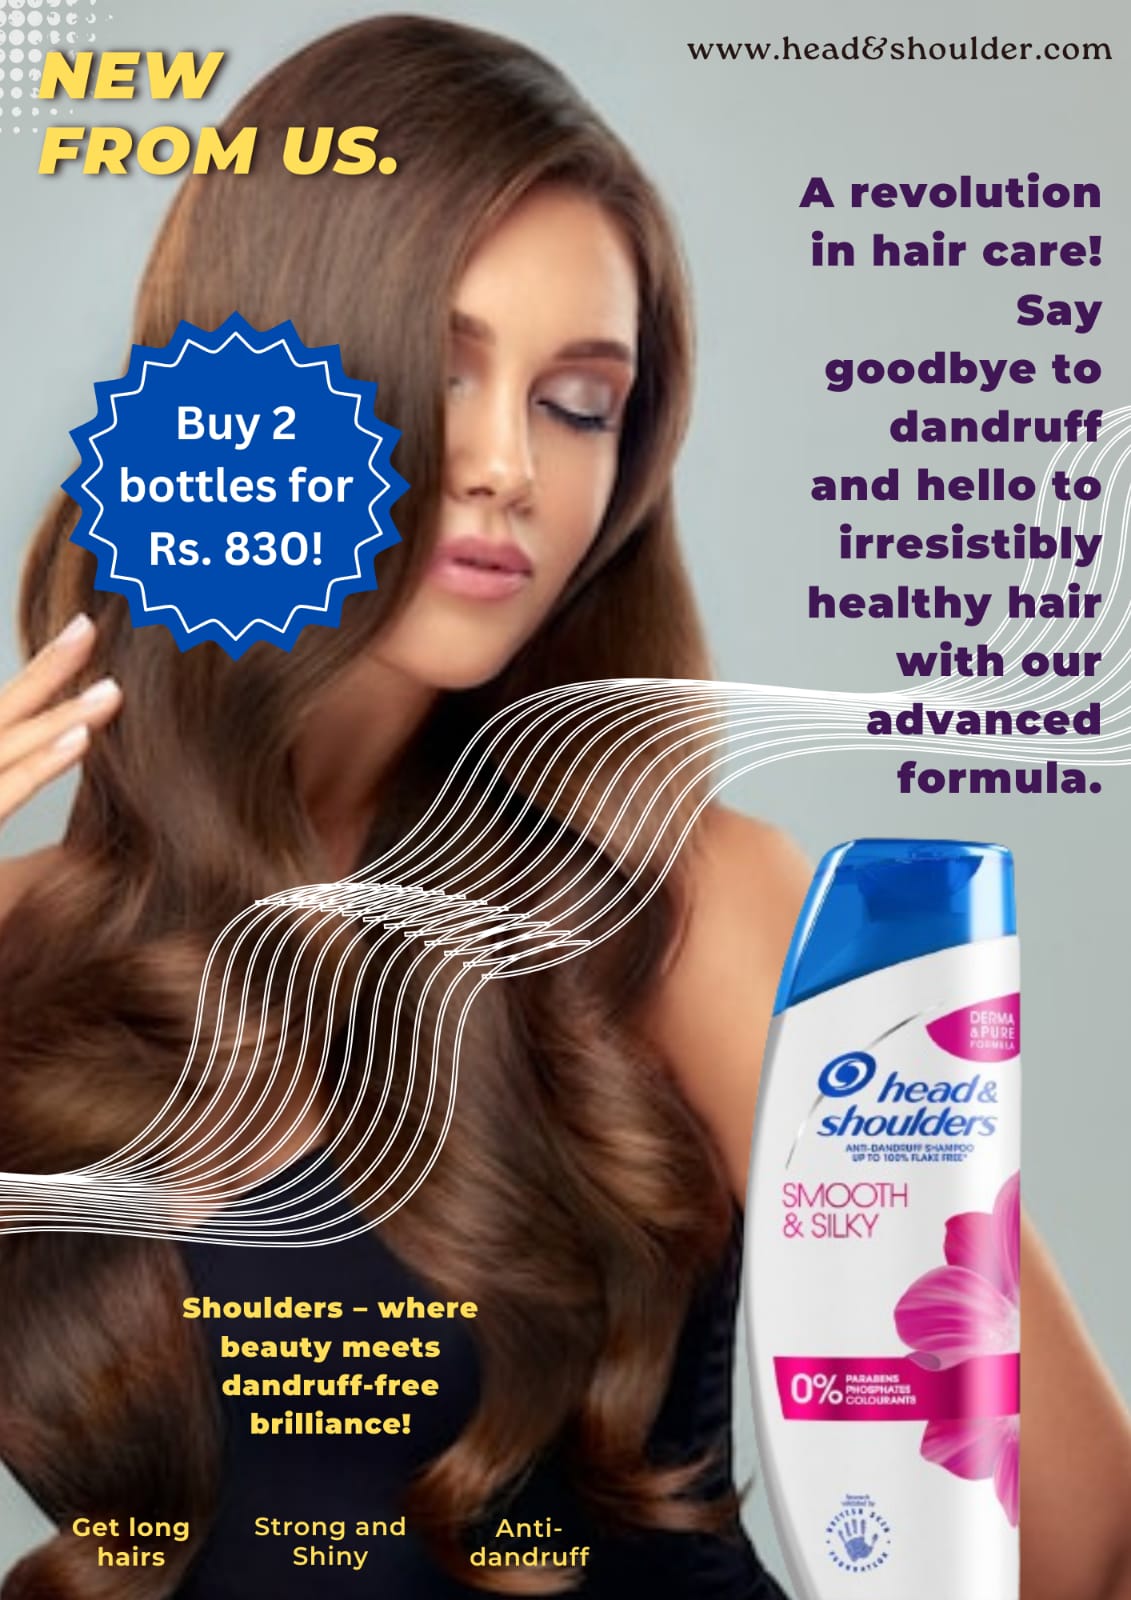 www.head&shoulder.com
NEW
FROM US.
A revolution
in hair care!
Say
goodbye to
dandruff
and hello to
irresistibly
healthy hair
with our
advanced
formula.
Buy 2
bottles for
Rs. 830!
DERMA
&PURE
FORMULA
head&
shoulders
ANTI-DANDRUFF SHAMPOO
UP TO 100% FLAKE FREE*
SMOOTH
& SILKY
0% PARABENS
PHOSPHATES
COLOURANTS
Shoulders – where
beauty meets
dandruff-free
brilliance!
Get long
hairs
Strong and
Shiny
Anti-
dandruff
BRITISH SKIN
FOUNDATION